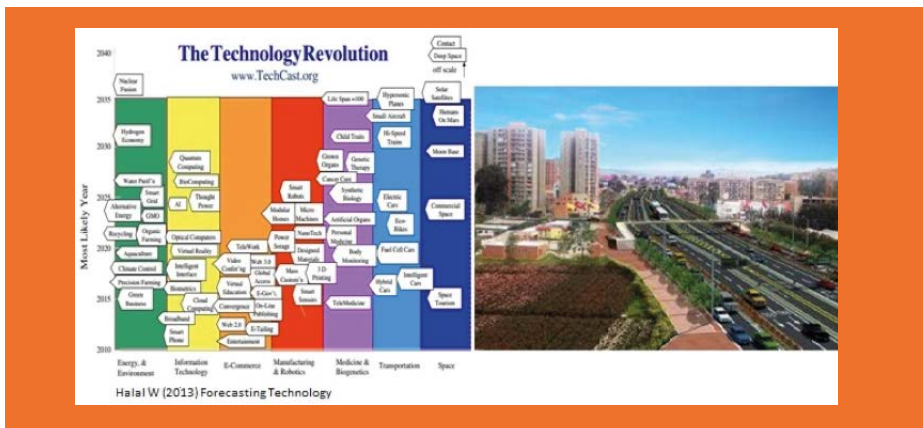 The Technology Revolution
www.TechCast.org
Contact
Deep Space
off scale
2040
2035
2030
2025
2020
2015
2010
Most Likely Year
Nuclear
Fusion
Hydrogen
Economy
Water Purif'n
Smart
Grid
Alternative
Energy
GMO
Recycling
Organic
Farming
Aquaculture
Climate Control
Precision Farming
Green
Business
Quantum
Computing
BioComputing
AI
Thought
Power
Optical Computers
Virtual Reality
Intelligent
Interface
Biometrics
Cloud
Computing
Broadband
Smart
Phone
TeleWork
Video
Conf'ing
Web 3.0
Global
Access
Virtual
Education
E-Gov't.
Convergence
On-Line
Publishing
Web 2.0
E-Tailing
Entertainment
Smart
Robots
Modular
Homes
Micro
Machines
Power
Storage
NanoTech
Designed
Materials
Mass
Custom'n
3 D
Printing
Smart
Sensors
Life Span +100
Child Traits
Grown
Organs
Genetic
Therapy
Cancer Cure
Synthetic
Biology
Artificial Organs
Personal
Medicine
Body
Monitoring
TeleMedicine
Hypersonic
Planes
Small Aircraft
Hi-Speed
Trains
Electric
Cars
Eco-
Bikes
Fuel Cell Cars
Hybrid
Cars
Intelligent
Cars
Solar
Satellites
Humans
On Mars
Moon Base
Commercial
Space
Space
Tourism
Energy, &
Environment
Information
Technology
E-Commerce
Manufacturing
& Robotics
Medicine &
Biogenetics
Transportation
Space
Halal W (2013) Forecasting Technology